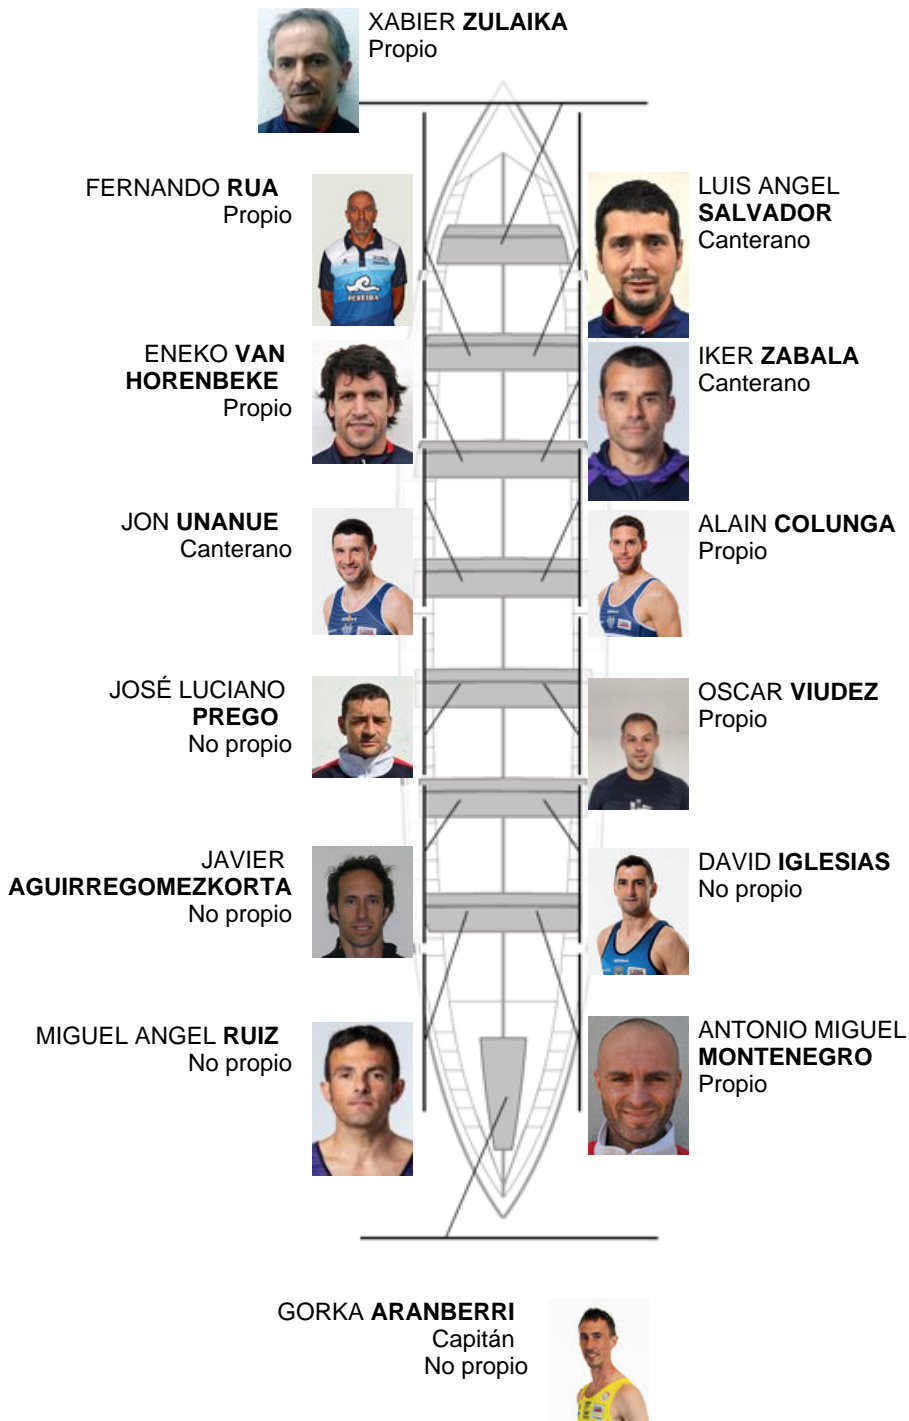 XABIER ZULAIKA
Propio
FERNANDO RUA
Propio
LUIS ANGEL
SALVADOR
Canterano
PEREIRA
ENEKO VAN
HORENBEKE
Propio
IKER ZABALA
Canterano
JON UNANUE
Canterano
ALAIN COLUNGA
Propio
JOSÉ LUCIANO
PREGO
No propio
OSCAR VIUDEZ
Propio
JAVIER
AGUIRREGOMEZKORTA
No propio
DAVID IGLESIAS
No propio
MIGUEL ANGEL RUIZ
No propio
ANTONIO MIGUEL
MONTENEGRO
Propio
GORKA ARANBERRI
Capitán
No propio